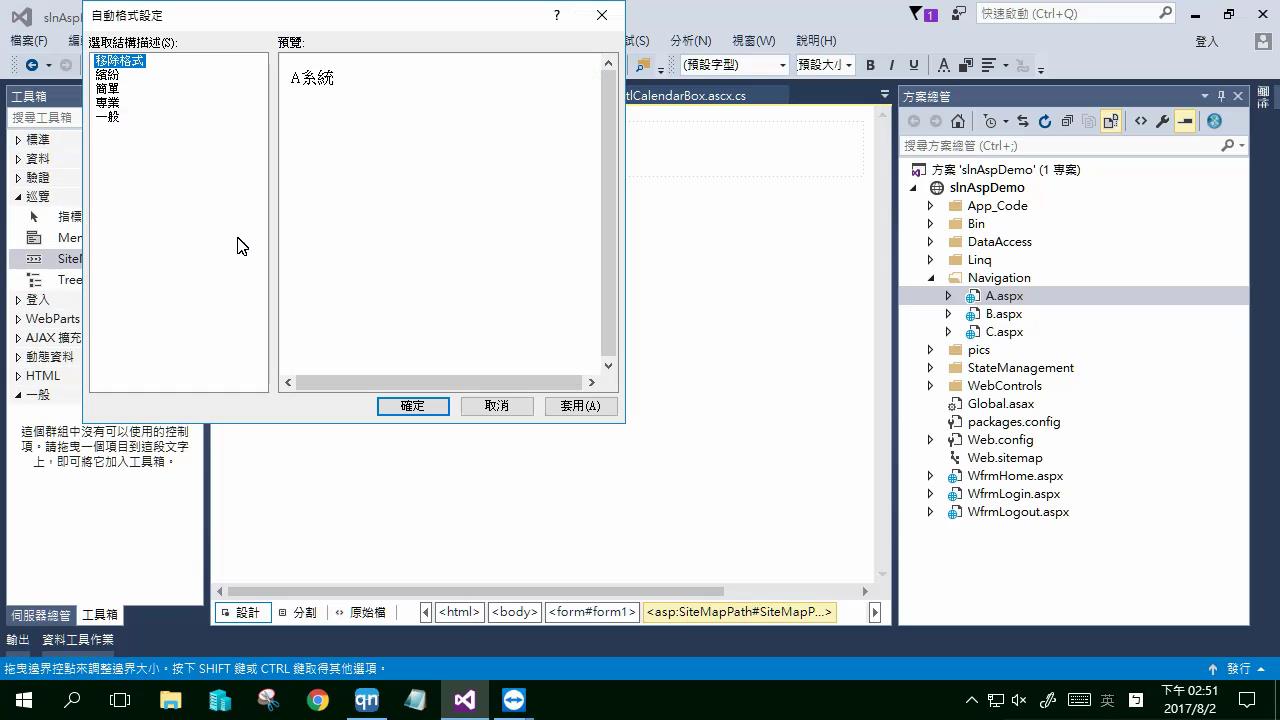 slnAsp
自動格式設定
?
1
快速啟動 (Ctrl+Q)
檔案(F)
分析(N)
視窗(W)
說明(H)
登入
選取結構描述(S):
預覽:
(預設字型)
預設大小
B I U A
移除格式
繽紛
簡單
專業
一般
A系統
工具箱
搜尋工具箱
標準
資料
驗證
巡覽
指標
Men
SiteM
Tree
登入
WebParts
AJAX 擴充
動態資料
HTML
一般
這個群組中沒有可以使用的控制
項。請拖曳一個項目到這段文字
上，即可將它加入工具箱。
確定
取消
套用(A)
tlCalendarBox.ascx.cs
方案總管
搜尋方案總管 (Ctrl+;)
方案 'slnAspDemo' (1 專案)
slnAspDemo
App_Code
Bin
DataAccess
Linq
Navigation
A.aspx
B.aspx
C.aspx
pics
StateManagement
WebControls
Global.asax
packages.config
Web.config
Web.sitemap
WfrmHome.aspx
WfrmLogin.aspx
WfrmLogout.aspx
伺服器總管
工具箱
設計
分割
原始檔
<html>
<body>
<form#form1>
<asp:SiteMapPath#SiteMapP...>
輸出
資料工具作業
拖曳邊界控點來調整邊界大小。按下 SHIFT 鍵或 CTRL 鍵取得其他選項。
發行
qn
英
下午 02:51
2017/8/2